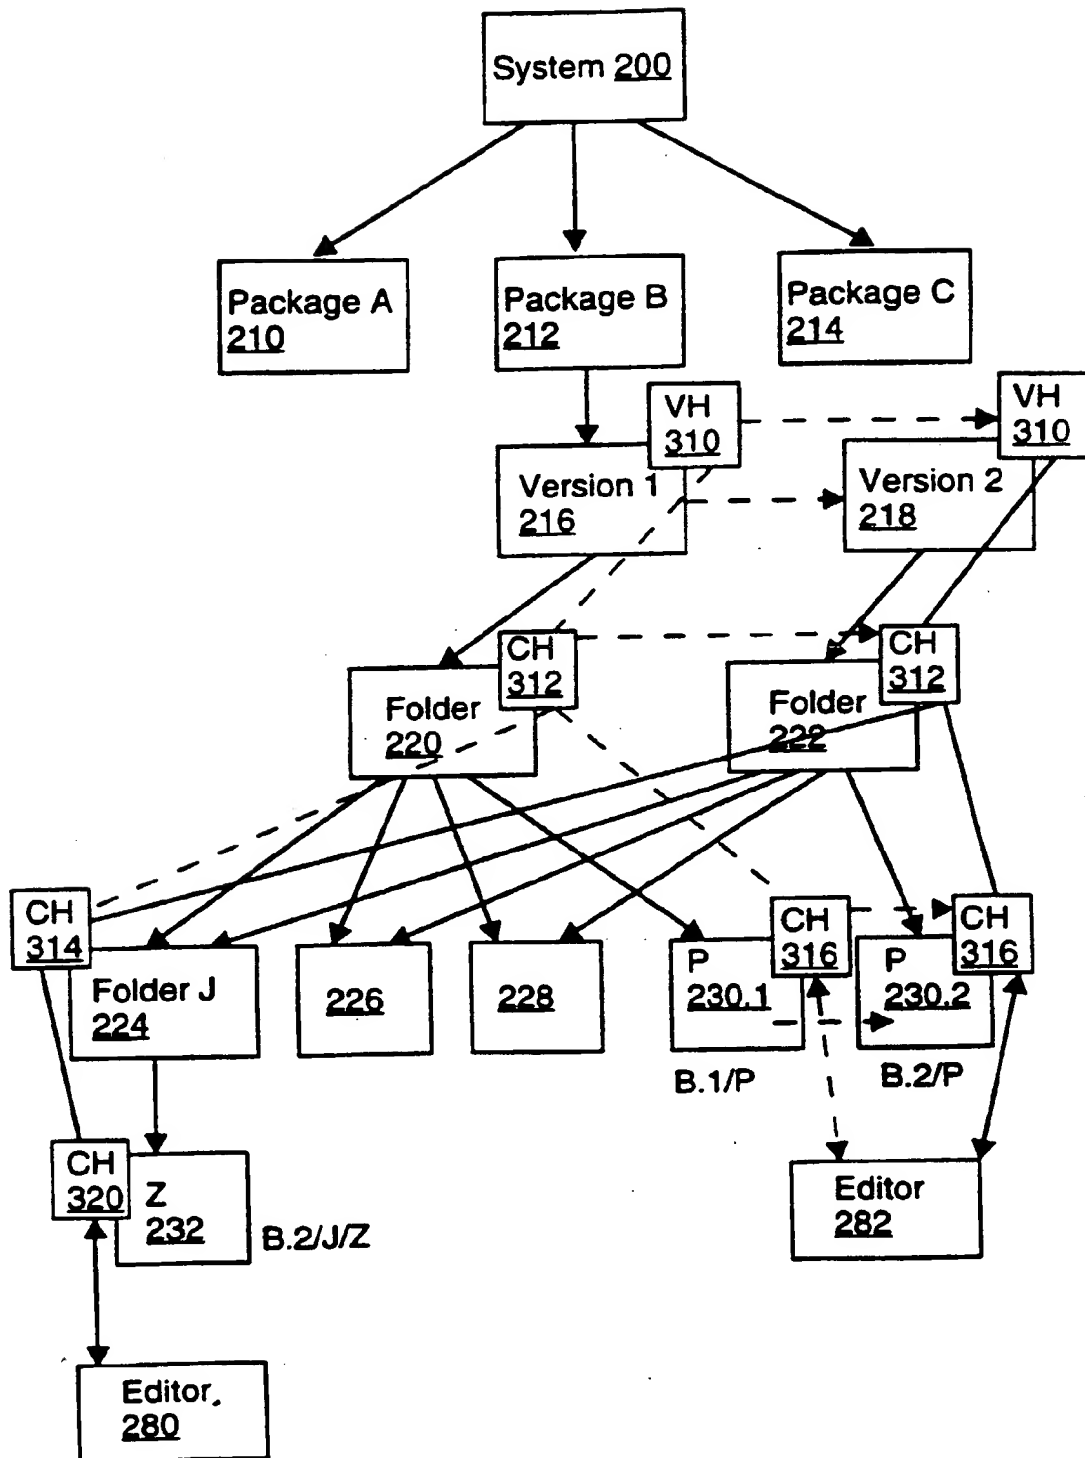 System 200
Package A
210
Package B
212
Package C
214
VH
310
VH
310
Version 1
216
Version 2
218
CH
312
CH
312
Folder
220
Folder
222
CH
314
Folder J
224
226
228
P
230.1
CH
316
P
230.2
CH
316
B.1/P
B.2/P
CH
320
Z
232
B.2/J/Z
Editor
282
Editor
280